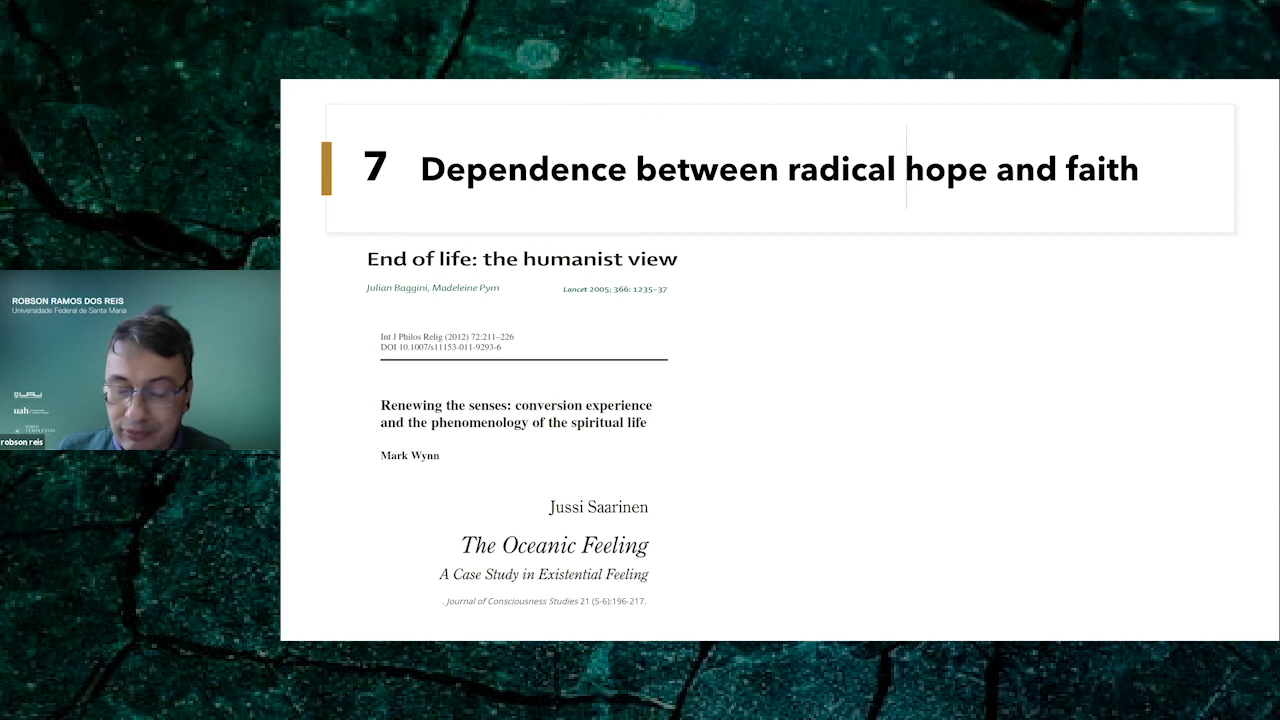 7 Dependence between radical hope and faith
End of life: the humanist view
Julian Baggini, Madeleine Pym Lancet 2005; 366: 1235–37
Int J Philos Relig (2012) 72:211–226
DOI 10.1007/s11153-011-9293-6
Renewing the senses: conversion experience
and the phenomenology of the spiritual life
Mark Wynn
Jussi Saarinen
The Oceanic Feeling
A Case Study in Existential Feeling
. Journal of Consciousness Studies 21 (5-6):196-217.
ROBSON RAMOS DOS REIS
Universidade Federal de Santa Maria
uah/
JOHN TEMPLETON
robson reis